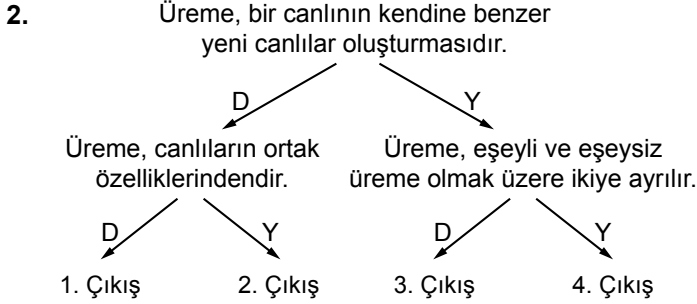 2. Üreme, bir canlının kendine benzer
yeni canlılar oluşturmasıdır.
D Y
Üreme, canlıların ortak
özelliklerindendir.
Üreme, eşeyli ve eşeysiz
üreme olmak üzere ikiye ayrılır.
D Y D Y
1. Çıkış 2. Çıkış 3. Çıkış 4. Çıkış